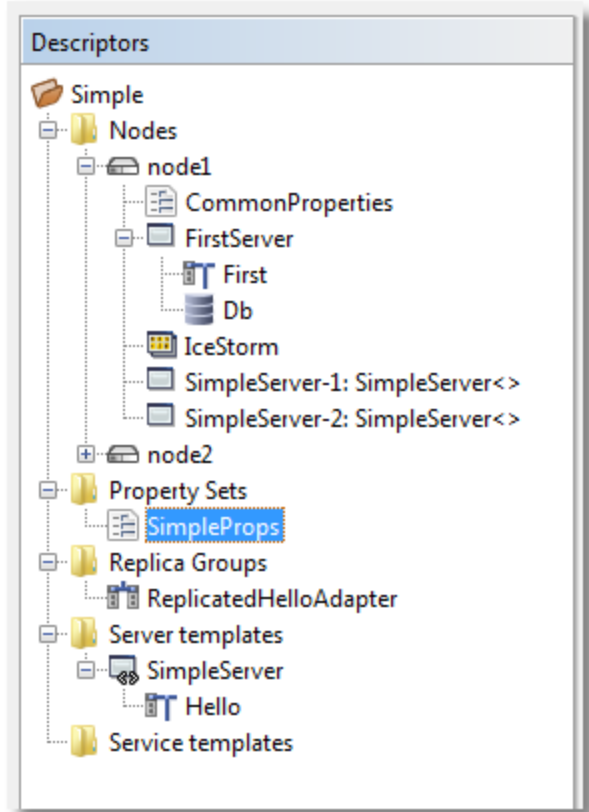 Descriptors
Simple
Nodes
node1
CommonProperties
FirstServer
First
Db
IceStorm
SimpleServer-1: SimpleServer<>
SimpleServer-2: SimpleServer<>
node2
Property Sets
SimpleProps
Replica Groups
ReplicatedHelloAdapter
Server templates
SimpleServer
Hello
Service templates